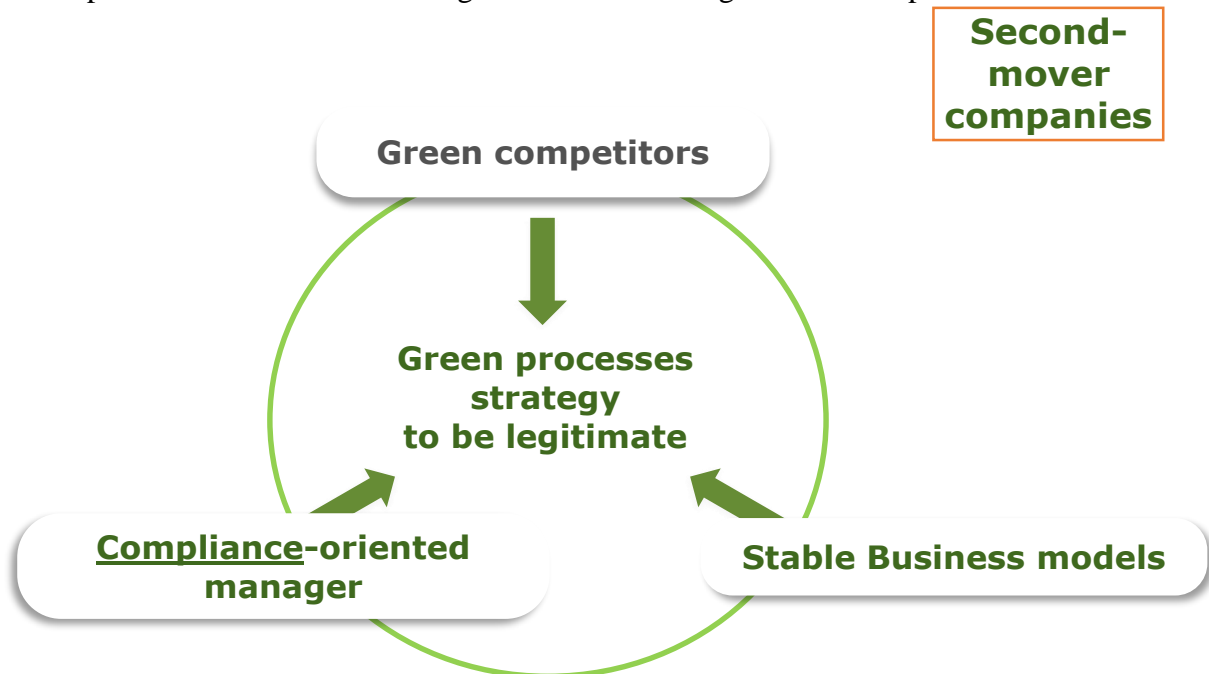 Second-
mover
companies
Green competitors
Green processes
strategy
to be legitimate
Compliance-oriented
manager
Stable Business models